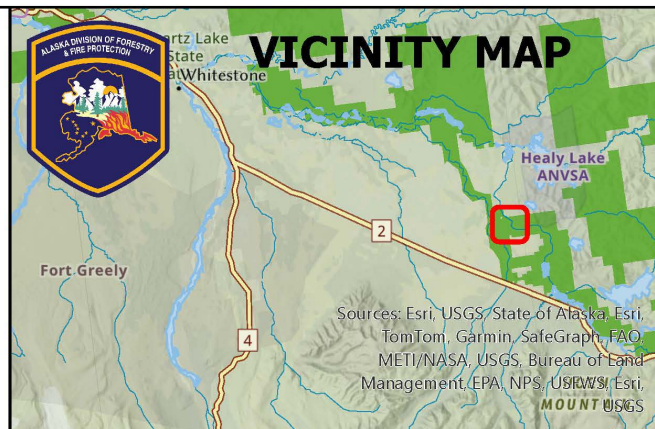 ALASKA DIVISION OF FORESTRY
& FIRE PROTECTION
VICINITY MAP
Lake
State
Whitestone
Healy Lake
ANVSA
2
Fort Greely
4
Sources: Esri, USGS, State of Alaska, Esri,
TomTom, Garmin, SafeGraph, FAO,
METI/NASA, USGS, Bureau of Land
Management, EPA, NPS, USFWS, Esri,
USGS